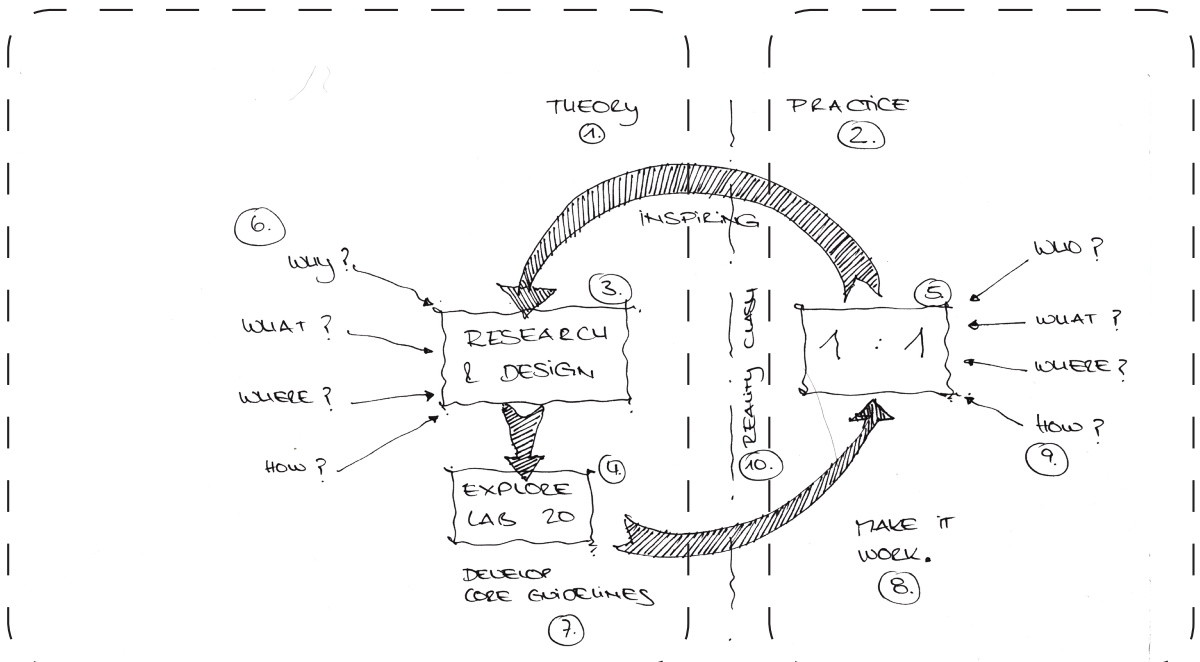 THEORY
1.
PRACTICE
2.
INSPIRING
6.
WHY?
WHAT?
WHERE?
HOW?
3.
RESEARCH
& DESIGN
4.
EXPLORE
LAB 20
DEVELOP
CORE GUIDELINES
7.
REALITY CLASH
10.
5.
1 : 1
WHO?
WHAT?
WHERE?
HOW?
9.
MAKE IT
WORK.
8.